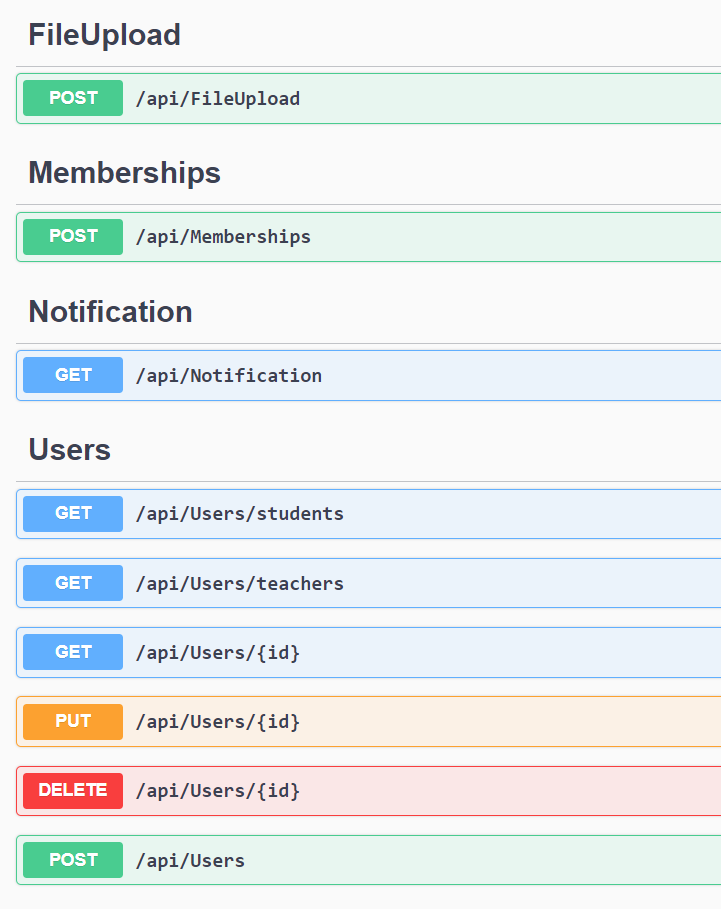 FileUpload
POST /api/FileUpload
Memberships
POST /api/Memberships
Notification
GET /api/Notification
Users
GET /api/Users/students
GET /api/Users/teachers
GET /api/Users/{id}
PUT /api/Users/{id}
DELETE /api/Users/{id}
POST /api/Users